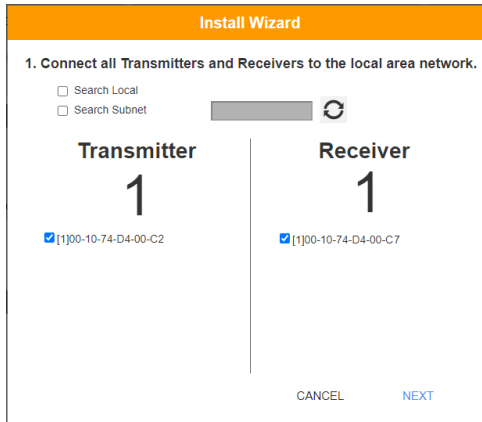 Install Wizard
1. Connect all Transmitters and Receivers to the local area network.
Search Local
Search Subnet
Transmitter
1
[1]00-10-74-D4-00-C2
Receiver
1
[1]00-10-74-D4-00-C7
CANCEL
NEXT